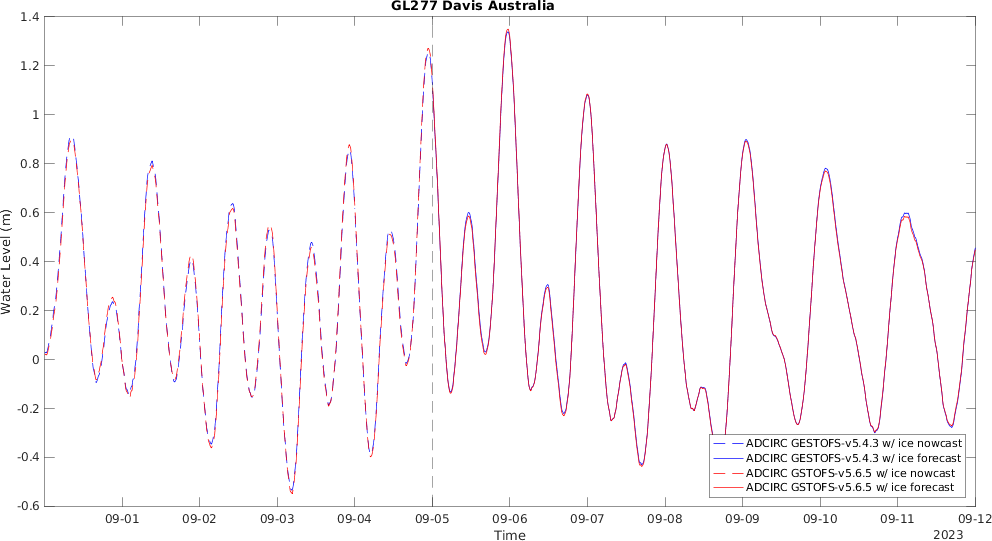 GL277 Davis Australia
1.4
1.2
1
0.8
0.6
0.4
0.2
0
-0.2
-0.4
-0.6
Water Level (m)
ADCIRC GESTOFS-v5.4.3 w/ ice nowcast
ADCIRC GESTOFS-v5.4.3 w/ ice forecast
ADCIRC GSTOFS-v5.6.5 w/ ice nowcast
ADCIRC GSTOFS-v5.6.5 w/ ice forecast
09-01 09-02 09-03 09-04 09-05 09-06 09-07 09-08 09-09 09-10 09-11 09-12
Time
2023